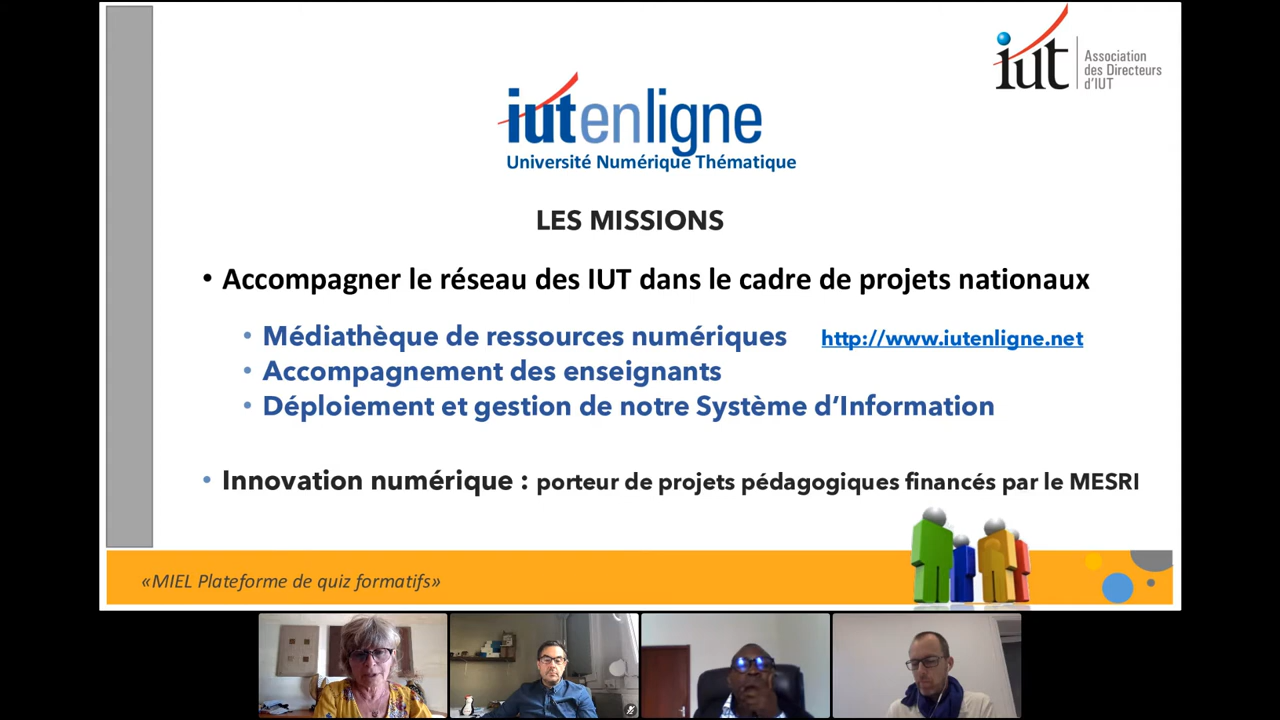 iut
Association
des Directeurs
d'IUT
iutenligne
Université Numérique Thématique
LES MISSIONS
• Accompagner le réseau des IUT dans le cadre de projets nationaux
• Médiathèque de ressources numériques http://www.iutenligne.net
• Accompagnement des enseignants
• Déploiement et gestion de notre Système d'Information
• Innovation numérique : porteur de projets pédagogiques financés par le MESRI
«MIEL Plateforme de quiz formatifs»